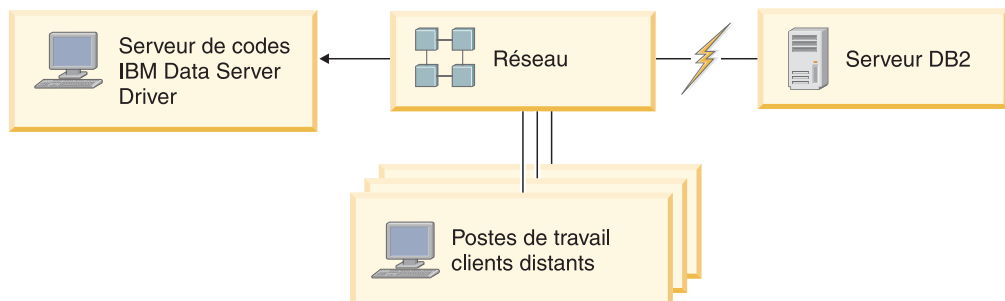 Serveur de codes
IBM Data Server
Driver
Réseau
Serveur DB2
Postes de travail
clients distants